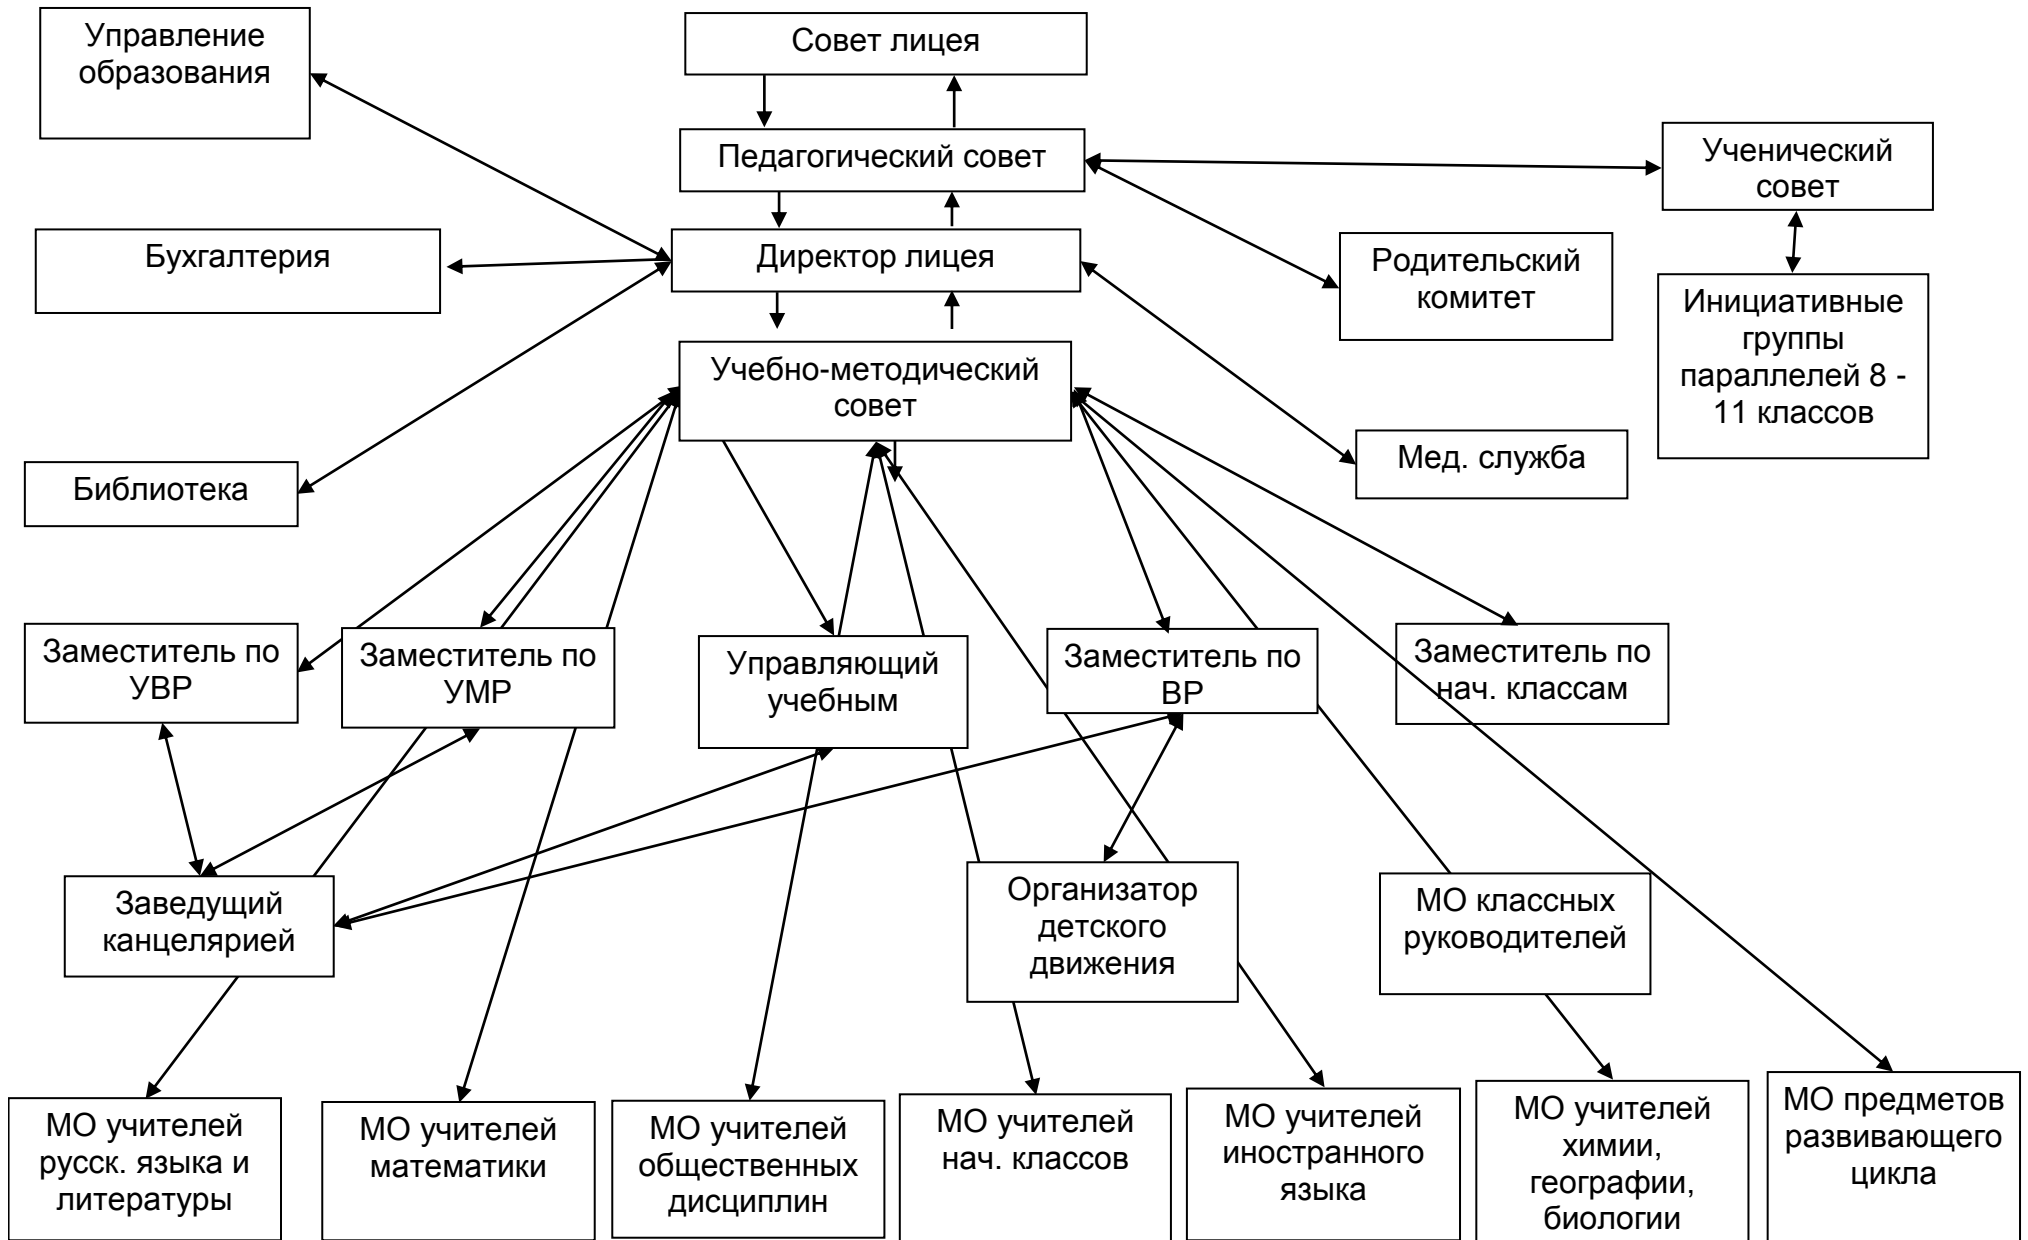 Управление
образования
Совет лицея
Педагогический совет
Ученический
совет
Бухгалтерия
Директор лицея
Родительский
комитет
Инициативные
группы
параллелей 8 -
11 классов
Учебно-методический
совет
Мед. служба
Библиотека
Заместитель по
УВР
Заместитель по
УМР
Управляющий
учебным
Заместитель по
ВР
Заместитель по
нач. классам
Заведущий
канцелярией
Организатор
детского
движения
МО классных
руководителей
МО учителей
русск. языка и
литературы
МО учителей
математики
МО учителей
общественных
дисциплин
МО учителей
нач. классов
МО учителей
иностранного
языка
МО учителей
химии,
географии,
биологии
МО предметов
развивающего
цикла